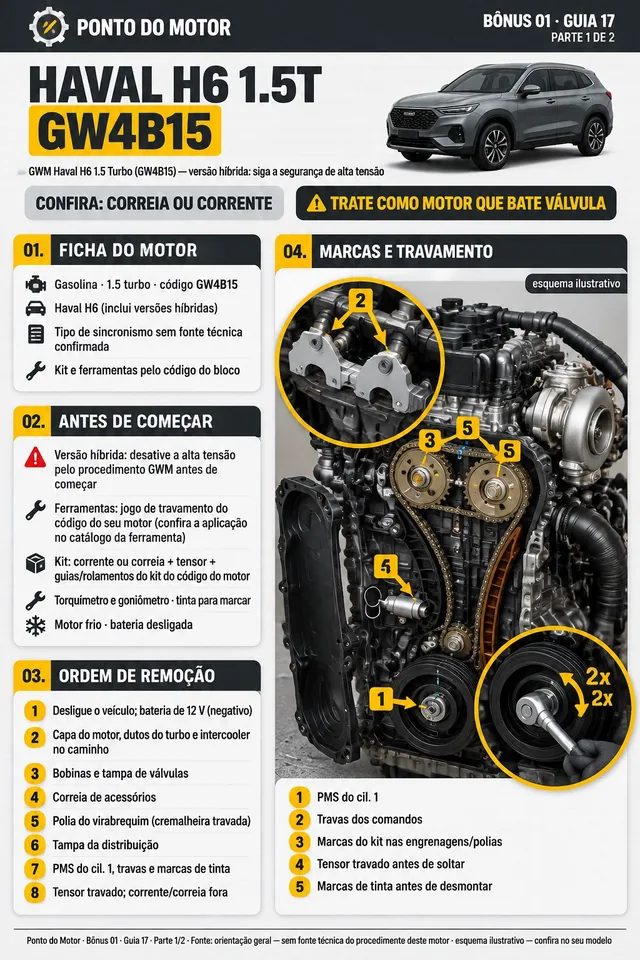 PONTO DO MOTOR
BÔNUS 01 · GUIA 17
PARTE 1 DE 2
HAVAL H6 1.5T
GW4B15
GWM Haval H6 1.5 Turbo (GW4B15) — versão híbrida: siga a segurança de alta tensão
CONFIRA: CORREIA OU CORRENTE
TRATE COMO MOTOR QUE BATE VÁLVULA
01. FICHA DO MOTOR
Gasolina · 1.5 turbo · código GW4B15
Haval H6 (inclui versões híbridas)
Tipo de sincronismo sem fonte técnica
confirmada
Kit e ferramentas pelo código do bloco
02. ANTES DE COMEÇAR
Versão híbrida: desative a alta tensão
pelo procedimento GWM antes de
começar
Ferramentas: jogo de travamento do
código do seu motor (confira a aplicação
no catálogo da ferramenta)
Kit: corrente ou correia + tensor +
guias/rolamentos do kit do código do motor
Torquímetro e goniômetro · tinta para marcar
Motor frio · bateria desligada
03. ORDEM DE REMOÇÃO
1 Desligue o veículo; bateria de 12 V (negativo)
2 Capa do motor, dutos do turbo e intercooler
no caminho
3 Bobinas e tampa de válvulas
4 Correia de acessórios
5 Polia do virabrequim (cremalheira travada)
6 Tampa da distribuição
7 PMS do cil. 1, travas e marcas de tinta
8 Tensor travado; corrente/correia fora
04. MARCAS E TRAVAMENTO
esquema ilustrativo
2
3
5
5
4
1
2x
2x
1 PMS do cil. 1
2 Travas dos comandos
3 Marcas do kit nas engrenagens/polias
4 Tensor travado antes de soltar
5 Marcas de tinta antes de desmontar
Ponto do Motor · Bônus 01 · Guia 17 · Parte 1/2 · Fonte: orientação geral — sem fonte técnica do procedimento deste motor · esquema ilustrativo — confira no seu modelo